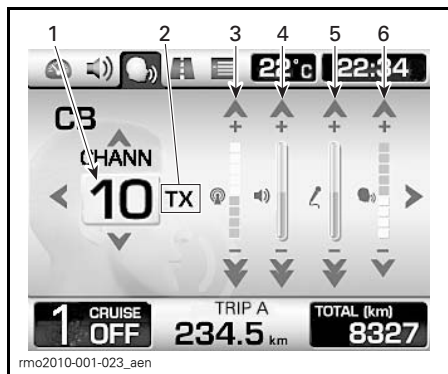 1 2 3 4 5 6
22°c 22:34
CB
CHANN
10 TX
+ + + +
- - - -
1 CRUISE OFF TRIP A 234.5 km TOTAL (km) 8327
rmo2010-001-023_aen